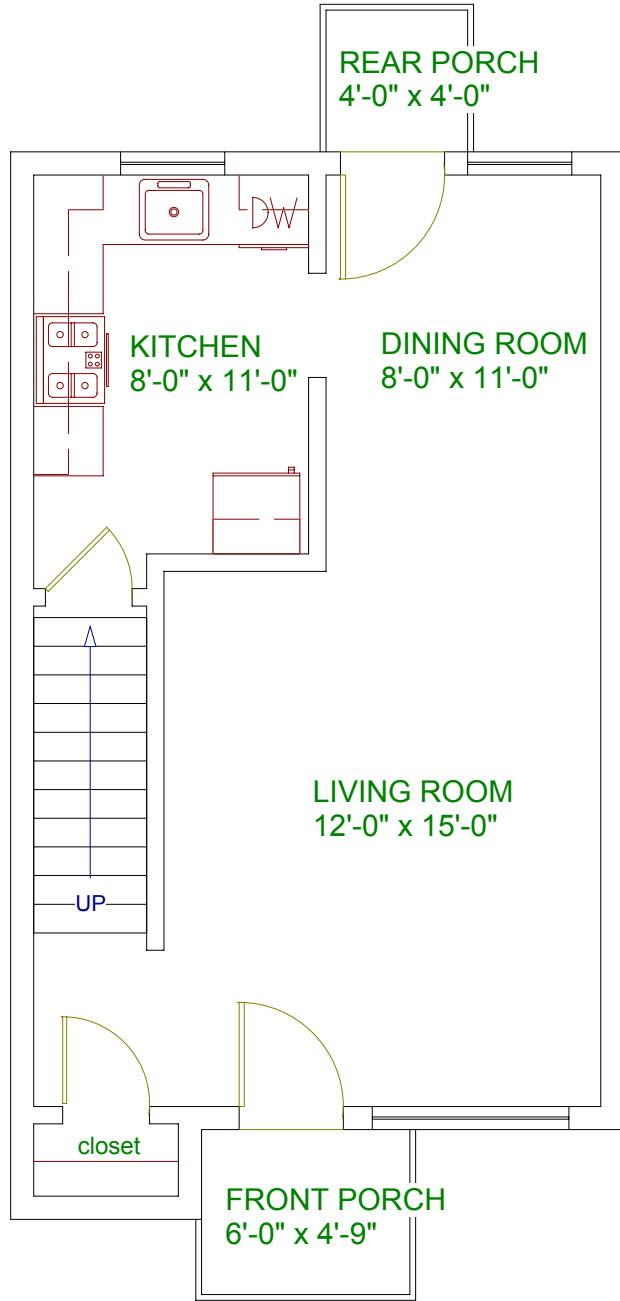 REAR PORCH
4'-0" x 4'-0"
DW
KITCHEN
8'-0" x 11'-0"
DINING ROOM
8'-0" x 11'-0"
LIVING ROOM
12'-0" x 15'-0"
UP
closet
FRONT PORCH
6'-0" x 4'-9"